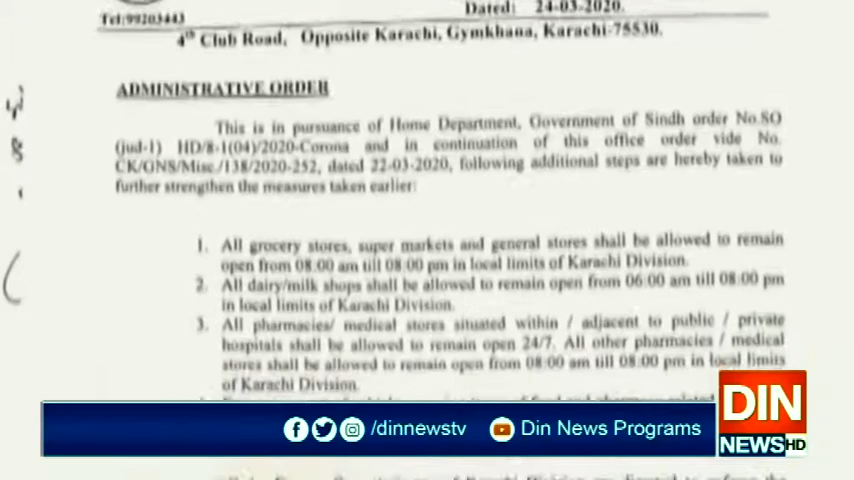 Tel:99203443
Dated: 24-03-2020.
4th Club Road, Opposite Karachi, Gymkhana, Karachi-75530.
ADMINISTRATIVE ORDER
This is in pursuance of Home Department, Government of Sindh order No.SO
(jud-1) HD/8-1(04)/2020-Corona and in continuation of this office order vide No.
CK/GNS/Misc./138/2020-252, dated 22-03-2020, following additional steps are hereby taken to
further strengthen the measures taken earlier:
1. All grocery stores, super markets and general stores shall be allowed to remain
open from 08:00 am till 08:00 pm in local limits of Karachi Division.
2. All dairy/milk shops shall be allowed to remain open from 06:00 am till 08:00 pm
in local limits of Karachi Division.
3. All pharmacies/ medical stores situated within / adjacent to public / private
hospitals shall be allowed to remain open 24/7. All other pharmacies / medical
stores shall be allowed to remain open from 08:00 am till 08:00 pm in local limits
of Karachi Division.
/dinnewstv Din News Programs
DIN
NEWS HD